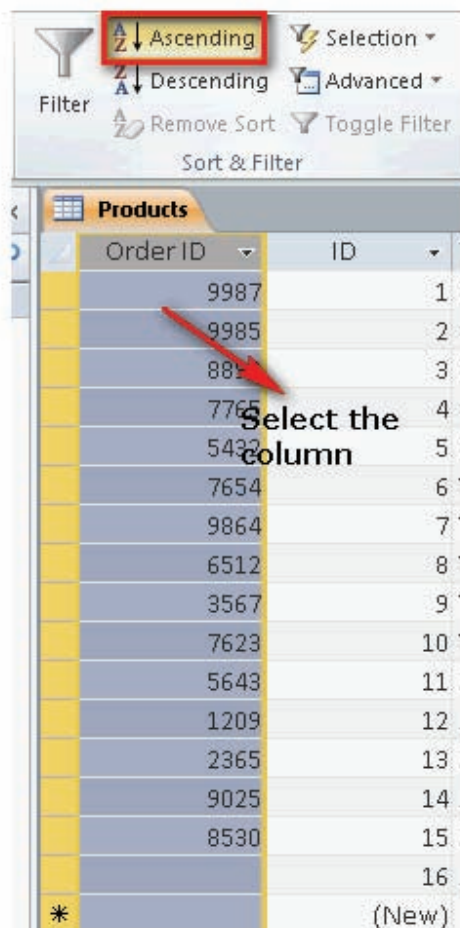 Ascending Selection
Filter Descending Advanced
Remove Sort Toggle Filter
Sort & Filter
Products
Order ID ID
9987 1
9985 2
3
7765 4
Select the
5432 5
column
7654 6
9864 7
6512 8
3567 9
7623 10
5643 11
1209 12
2365 13
9025 14
8530 15
16
* (New)